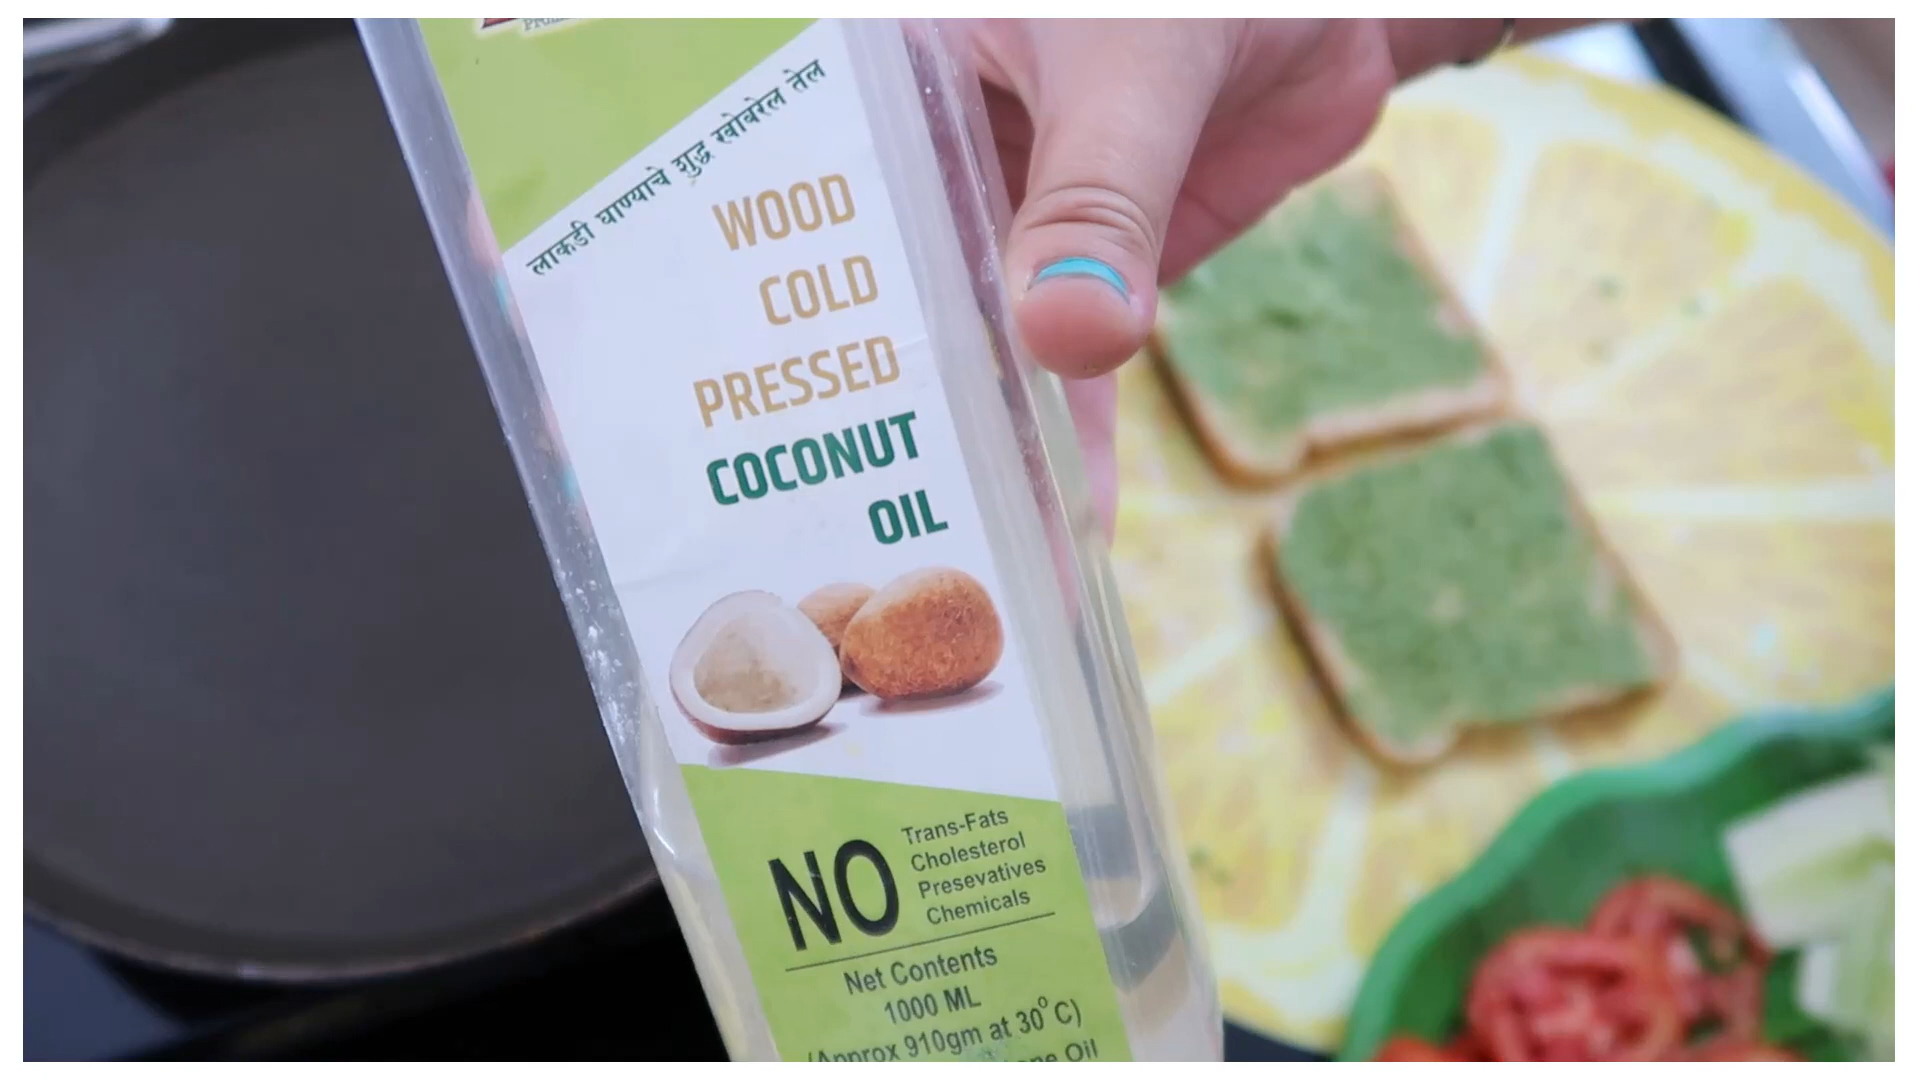 लाकडी घाण्याचे शुद्ध खोबरेल तेल
WOOD
COLD
PRESSED
COCONUT
OIL
NO
Trans-Fats
Cholesterol
Presevatives
Chemicals
Net Contents
1000 ML
(Approx 910gm at 30°C)
Oil